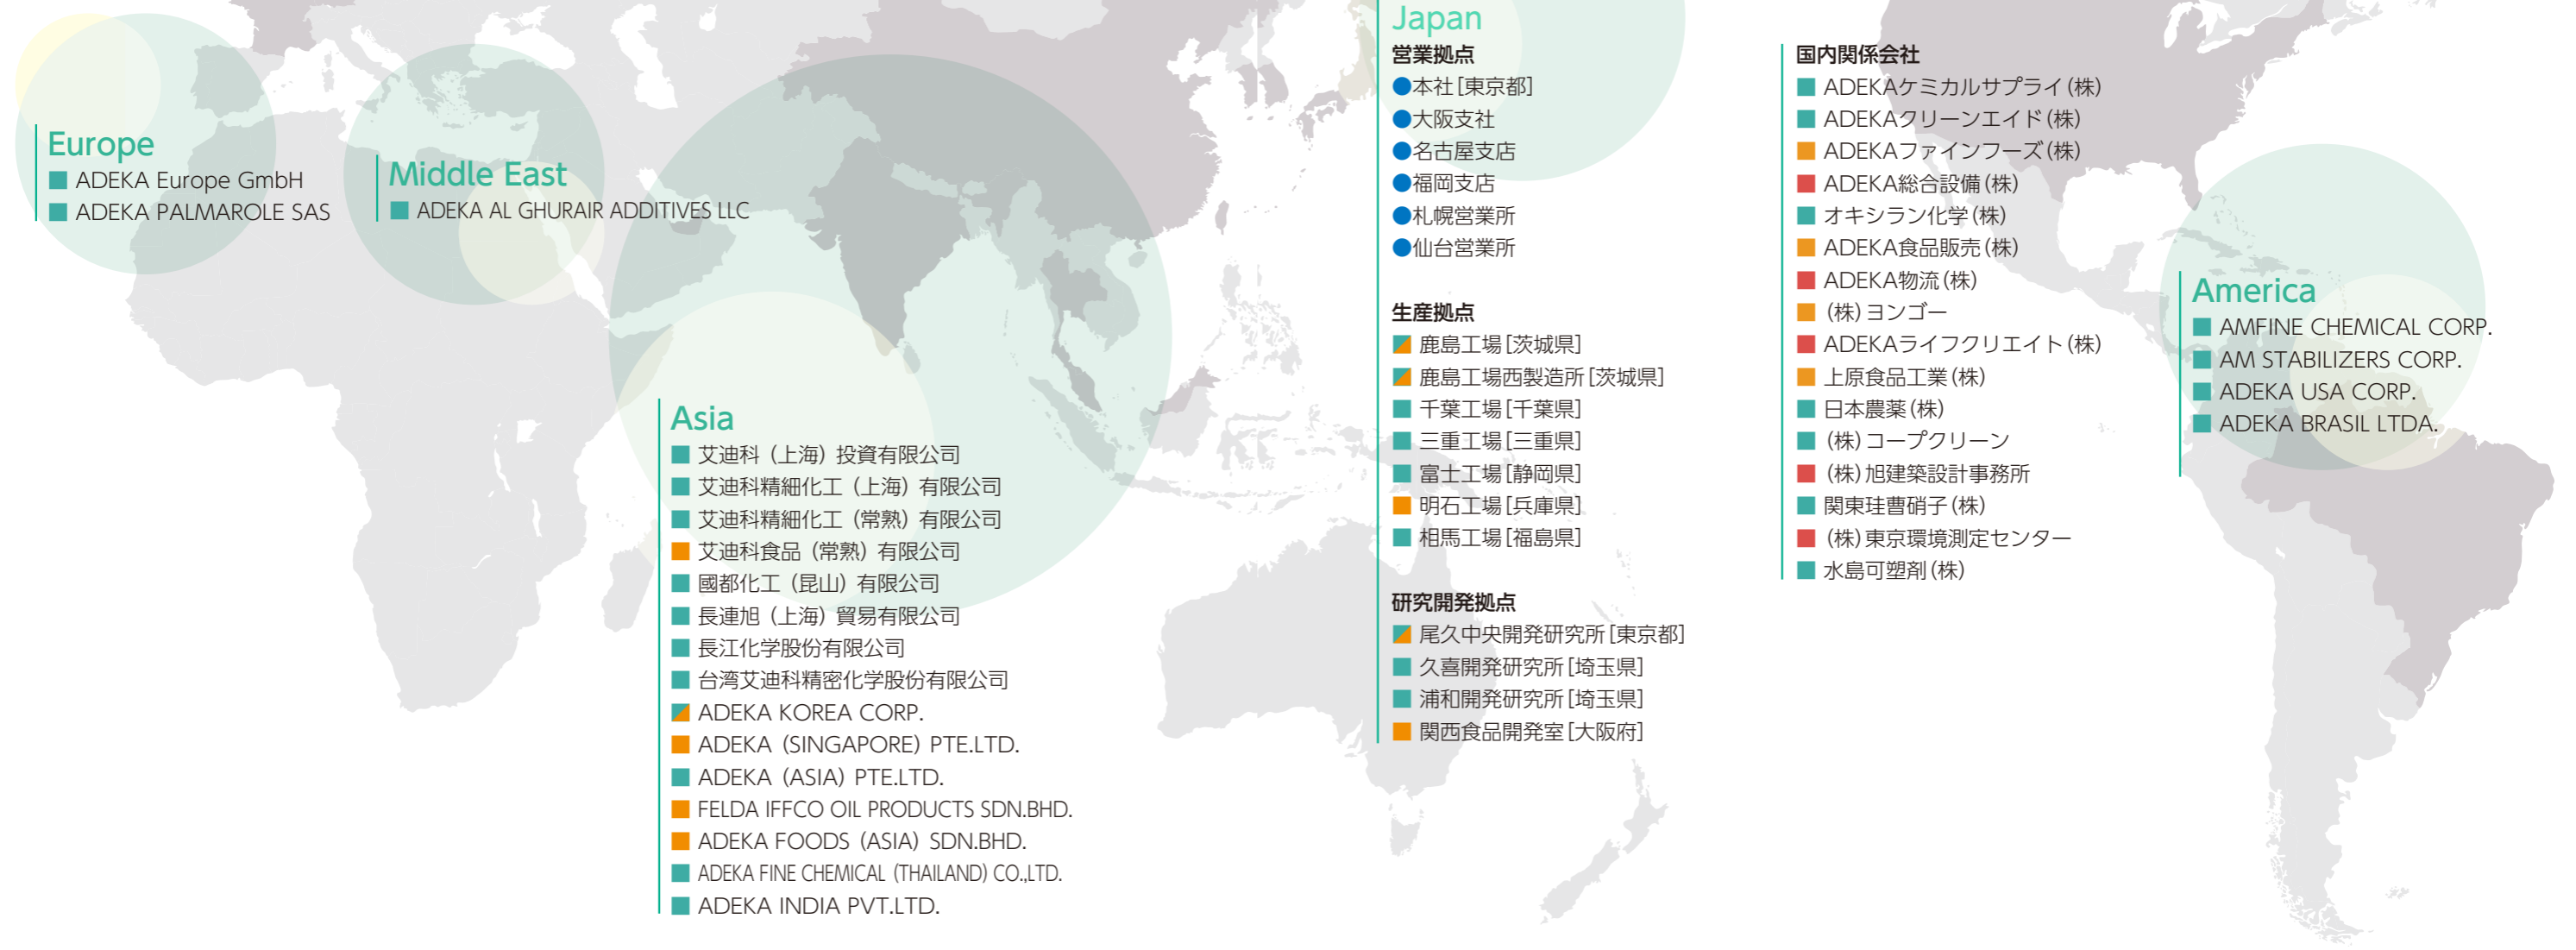 Europe
ADEKA Europe GmbH
ADEKA PALMAROLE SAS
Middle East
ADEKA AL GHURAIR ADDITIVES LLC
Asia
艾迪科（上海）投資有限公司
艾迪科精細化工（上海）有限公司
艾迪科精細化工（常熟）有限公司
艾迪科食品（常熟）有限公司
國都化工（昆山）有限公司
長連旭（上海）貿易有限公司
長江化学股份有限公司
台湾艾迪科精密化学股份有限公司
ADEKA KOREA CORP.
ADEKA（SINGAPORE）PTE.LTD.
ADEKA（ASIA）PTE.LTD.
FELDA IFFCO OIL PRODUCTS SDN.BHD.
ADEKA FOODS（ASIA）SDN.BHD.
ADEKA FINE CHEMICAL（THAILAND）CO.,LTD.
ADEKA INDIA PVT.LTD.
Japan
営業拠点
本社［東京都］
大阪支社
名古屋支店
福岡支店
札幌営業所
仙台営業所
生産拠点
鹿島工場［茨城県］
鹿島工場西製造所［茨城県］
千葉工場［千葉県］
三重工場［三重県］
富士工場［静岡県］
明石工場［兵庫県］
相馬工場［福島県］
研究開発拠点
尾久中央開発研究所［東京都］
久喜開発研究所［埼玉県］
浦和開発研究所［埼玉県］
関西食品開発室［大阪府］
国内関係会社
ADEKAケミカルサプライ（株）
ADEKAクリーンエイド（株）
ADEKAファインフーズ（株）
ADEKA総合設備（株）
オキシラン化学（株）
ADEKA食品販売（株）
ADEKA物流（株）
（株）ヨンゴー
ADEKAライフクリエイト（株）
上原食品工業（株）
日本農薬（株）
（株）コープクリーン
（株）旭建築設計事務所
関東珪曹硝子（株）
（株）東京環境測定センター
水島可塑剤（株）
America
AMFINE CHEMICAL CORP.
AM STABILIZERS CORP.
ADEKA USA CORP.
ADEKA BRASIL LTDA.